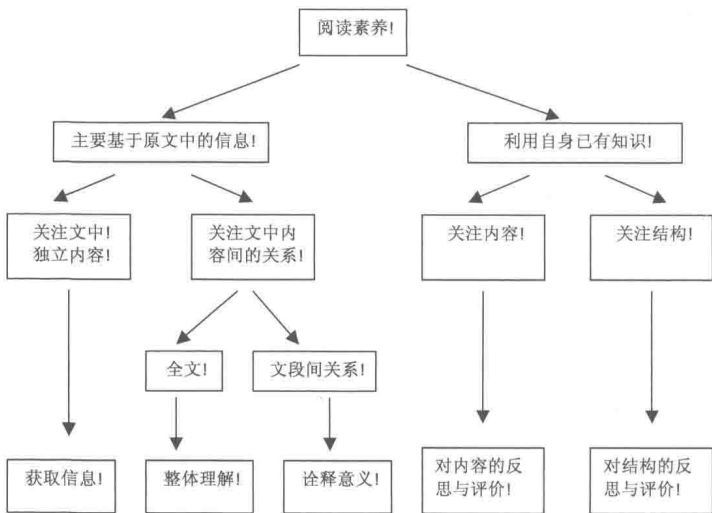 阅读素养!
主要基于原文中的信息!
利用自身已有知识!
关注文中!
独立内容!
关注文中内
容间的关系!
关注内容!
关注结构!
全文!
文段间关系!
获取信息!
整体理解!
诠释意义!
对内容的反
思与评价!
对结构的反
思与评价!